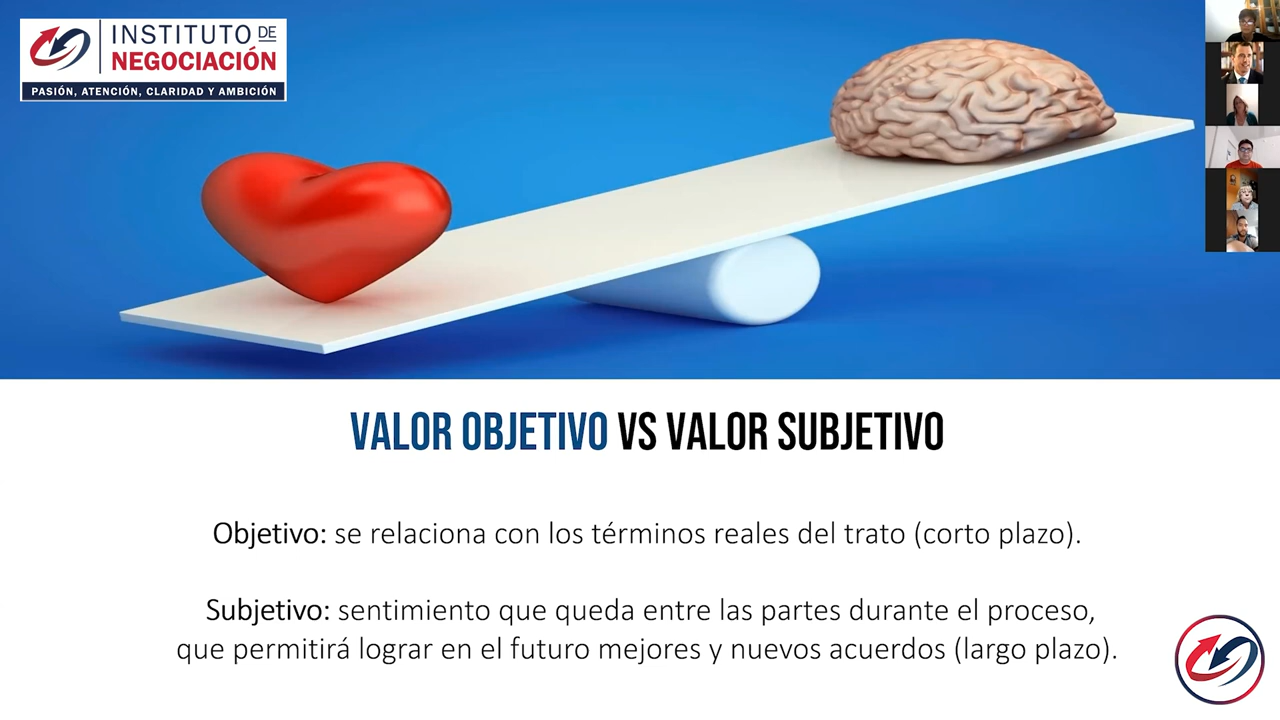 INSTITUTO DE
NEGOCIACIÓN
PASIÓN, ATENCIÓN, CLARIDAD Y AMBICIÓN
VALOR OBJETIVO VS VALOR SUBJETIVO
Objetivo: se relaciona con los términos reales del trato (corto plazo).
Subjetivo: sentimiento que queda entre las partes durante el proceso,
que permitirá lograr en el futuro mejores y nuevos acuerdos (largo plazo).